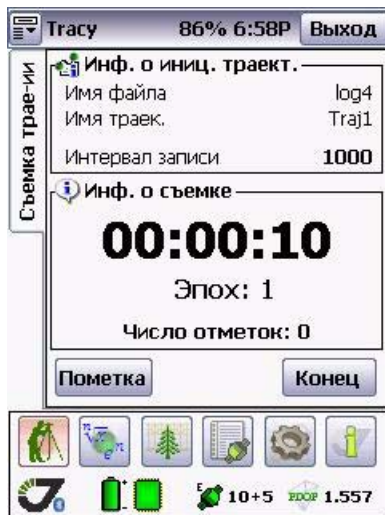 Tracy 86% 6:58P Выход
Съемка трае-ии
Инф. о иниц. траект.
Имя файла log4
Имя траек. Traj1
Интервал записи 1000
Инф. о съемке
00:00:10
Эпох: 1
Число отметок: 0
Пометка Конец
0 10+5 PDOP 1.557